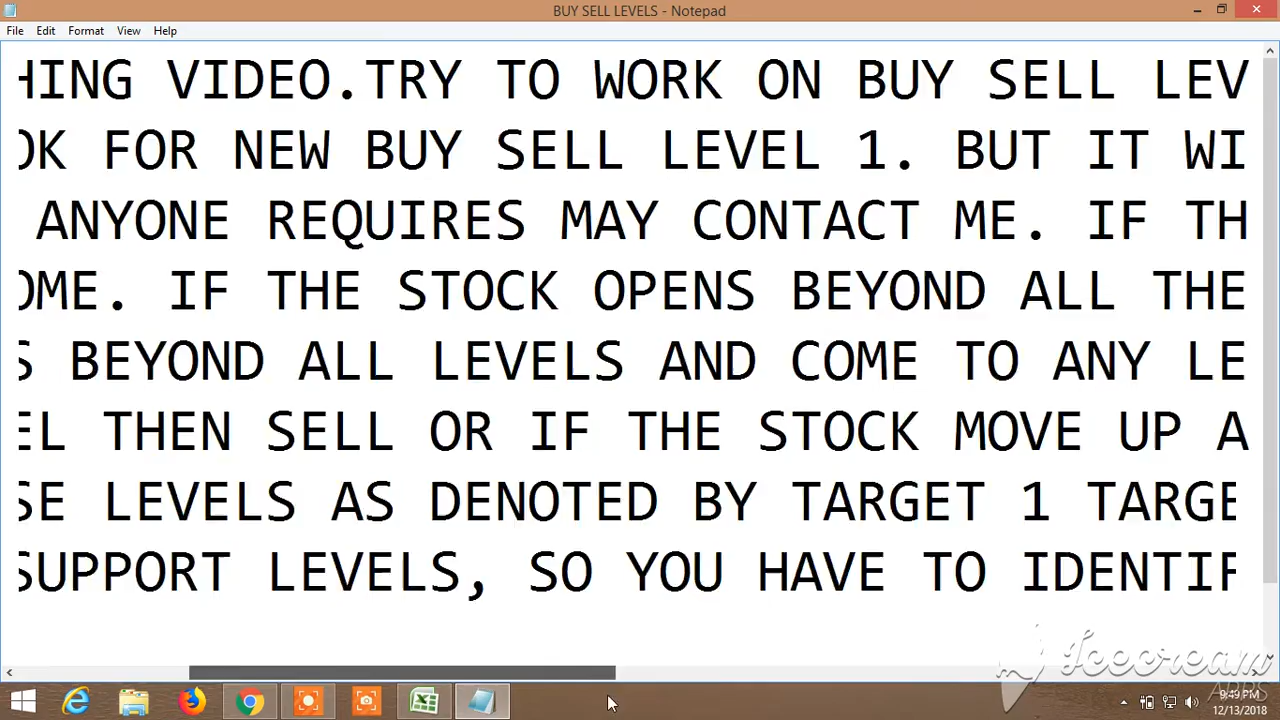 BUY SELL LEVELS - Notepad
File Edit Format View Help
HING VIDEO.TRY TO WORK ON BUY SELL LEV
OK FOR NEW BUY SELL LEVEL 1. BUT IT WI
ANYONE REQUIRES MAY CONTACT ME. IF TH
OME. IF THE STOCK OPENS BEYOND ALL THE
S BEYOND ALL LEVELS AND COME TO ANY LE
EL THEN SELL OR IF THE STOCK MOVE UP A
SE LEVELS AS DENOTED BY TARGET 1 TARGE
SUPPORT LEVELS, SO YOU HAVE TO IDENTIF
Icecream
APPS
9:49 PM
12/13/2018